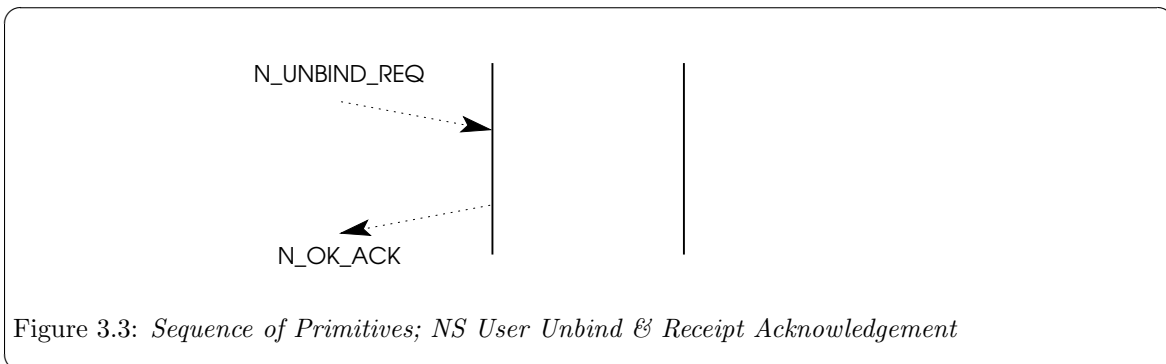 N_UNBIND_REQ
N_OK_ACK
Figure 3.3: Sequence of Primitives; NS User Unbind & Receipt Acknowledgement